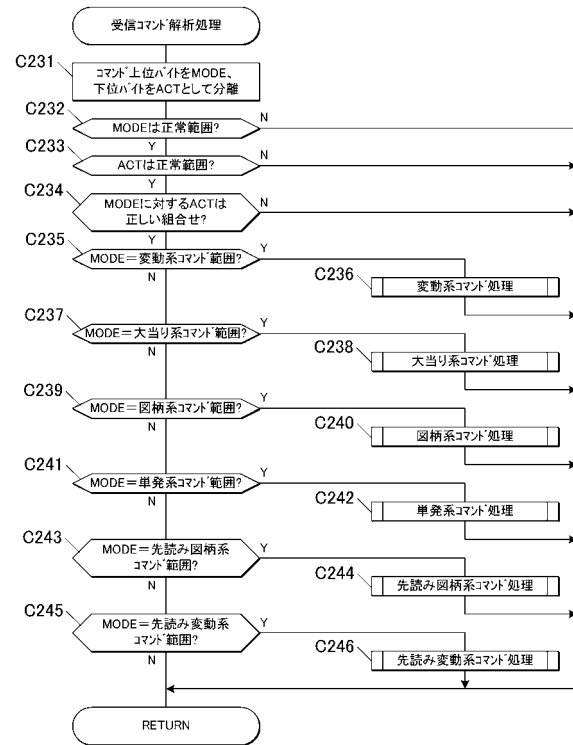 受信コマンド解析処理
C231
コマンド上位バイトをMODE、
下位バイトをACTとして分離
C232
MODEは正常範囲?
N
Y
C233
ACTは正常範囲?
N
Y
C234
MODEに対するACTは
正しい組合せ?
N
Y
C235
MODE=変動系コマンド範囲?
Y
N
C236
変動系コマンド処理
C237
MODE=大当り系コマンド範囲?
Y
N
C238
大当り系コマンド処理
C239
MODE=図柄系コマンド範囲?
Y
N
C240
図柄系コマンド処理
C241
MODE=単発系コマンド範囲?
Y
N
C242
単発系コマンド処理
C243
MODE=先読み図柄系
コマンド範囲?
Y
N
C244
先読み図柄系コマンド処理
C245
MODE=先読み変動系
コマンド範囲?
Y
N
C246
先読み変動系コマンド処理
RETURN